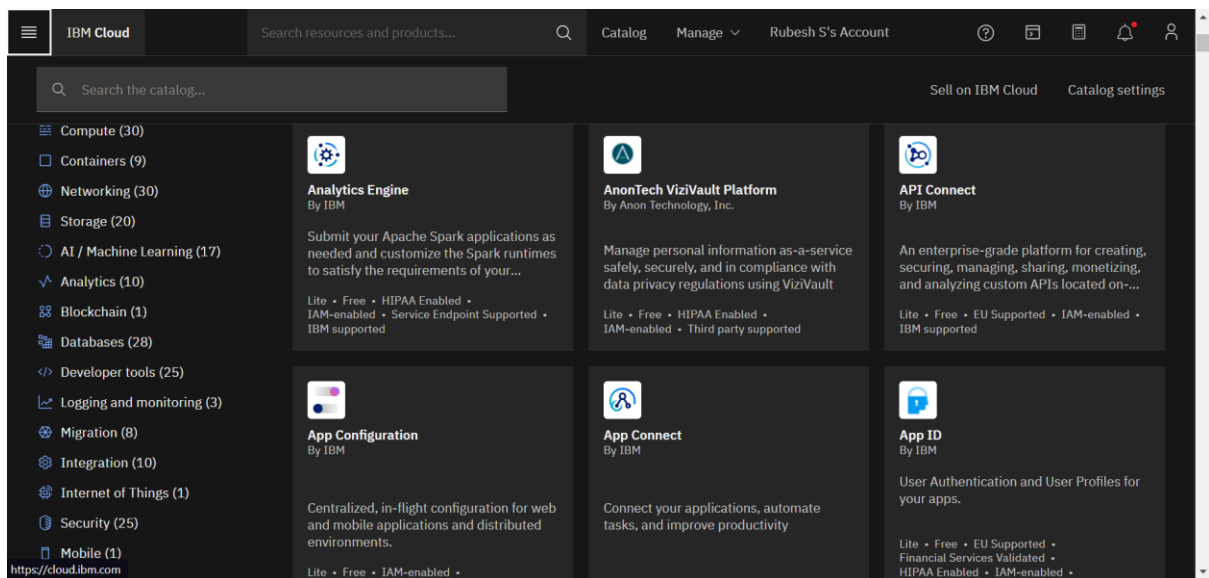 IBM Cloud
Search resources and products...
Catalog
Manage
Rubesh S's Account
Search the catalog...
Sell on IBM Cloud
Catalog settings
Compute (30)
Containers (9)
Networking (30)
Storage (20)
AI / Machine Learning (17)
Analytics (10)
Blockchain (1)
Databases (28)
Developer tools (25)
Logging and monitoring (3)
Migration (8)
Integration (10)
Internet of Things (1)
Security (25)
Mobile (1)
https://cloud.ibm.com
Analytics Engine
By IBM
Submit your Apache Spark applications as
needed and customize the Spark runtimes
to satisfy the requirements of your...
Lite • Free • HIPAA Enabled •
IAM-enabled • Service Endpoint Supported •
IBM supported
AnonTech ViziVault Platform
By Anon Technology, Inc.
Manage personal information as-a-service
safely, securely, and in compliance with
data privacy regulations using ViziVault
Lite • Free • HIPAA Enabled •
IAM-enabled • Third party supported
API Connect
By IBM
An enterprise-grade platform for creating,
securing, managing, sharing, monetizing,
and analyzing custom APIs located on-...
Lite • Free • EU Supported • IAM-enabled •
IBM supported
App Configuration
By IBM
Centralized, in-flight configuration for web
and mobile applications and distributed
environments.
Lite • Free • IAM-enabled •
App Connect
By IBM
Connect your applications, automate
tasks, and improve productivity
App ID
By IBM
User Authentication and User Profiles for
your apps.
Lite • Free • EU Supported •
Financial Services Validated •
HIPAA Enabled • IAM-enabled •